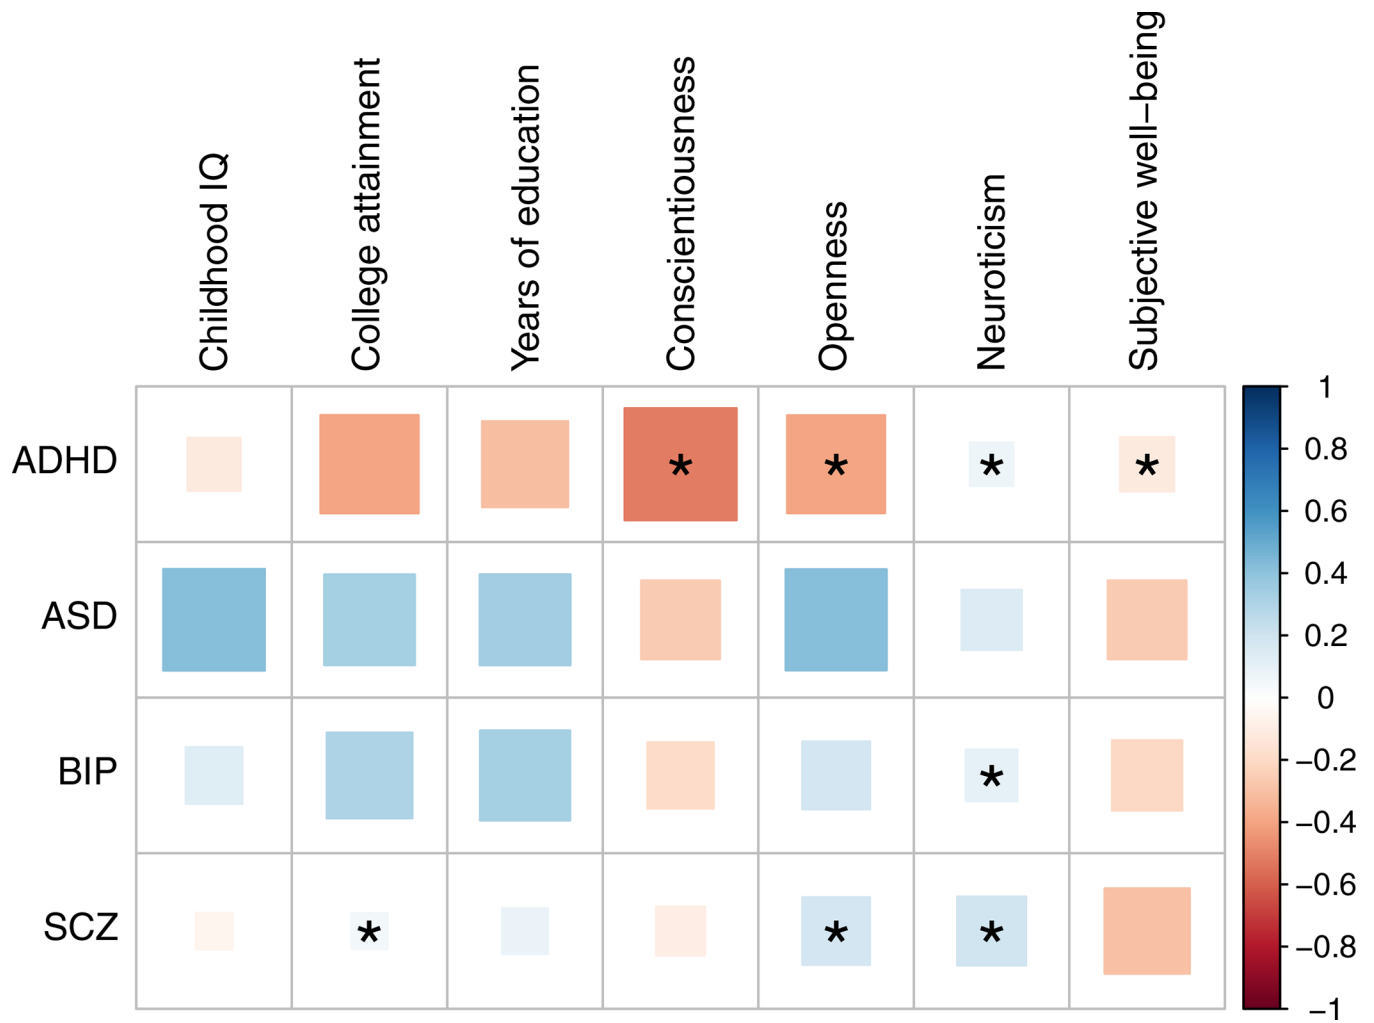 Childhood IQ
College attainment
Years of education
Conscientiousness
Openness
Neuroticism
Subjective well−being
ADHD * * * *
ASD
BIP *
SCZ * * *
1
0.8
0.6
0.4
0.2
0
−0.2
−0.4
−0.6
−0.8
−1